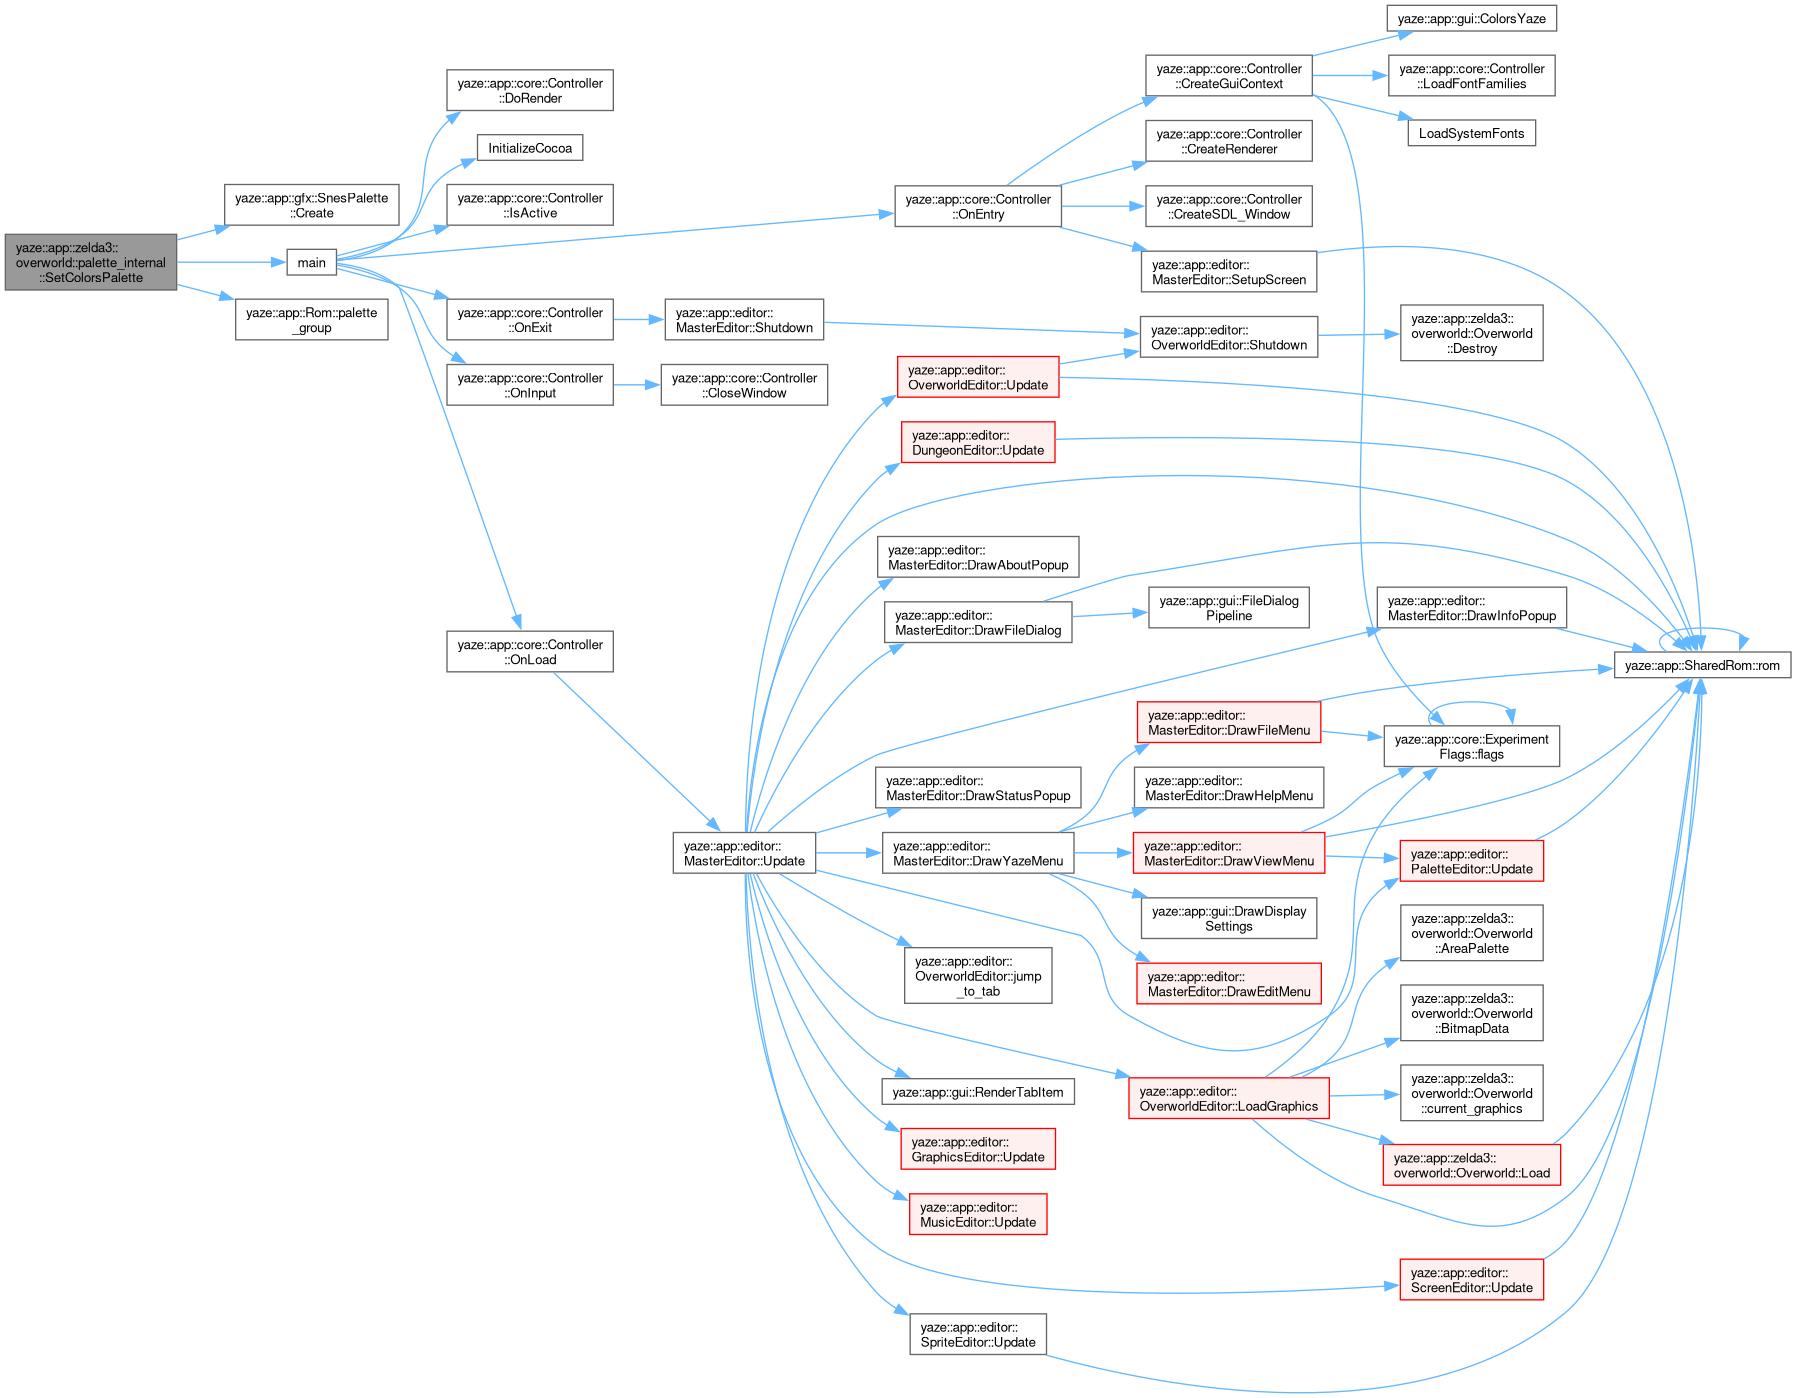 yaze::app::zelda3::
overworld::palette_internal
::SetColorsPalette
yaze::app::gfx::SnesPalette
::Create
main
yaze::app::Rom::palette
_group
yaze::app::core::Controller
::DoRender
InitializeCocoa
yaze::app::core::Controller
::IsActive
yaze::app::core::Controller
::OnExit
yaze::app::core::Controller
::OnInput
yaze::app::core::Controller
::OnLoad
yaze::app::editor::
MasterEditor::Shutdown
yaze::app::core::Controller
::CloseWindow
yaze::app::editor::
MasterEditor::Update
yaze::app::core::Controller
::OnEntry
yaze::app::editor::
OverworldEditor::Update
yaze::app::editor::
DungeonEditor::Update
yaze::app::editor::
MasterEditor::DrawAboutPopup
yaze::app::editor::
MasterEditor::DrawFileDialog
yaze::app::editor::
MasterEditor::DrawStatusPopup
yaze::app::editor::
MasterEditor::DrawYazeMenu
yaze::app::editor::
OverworldEditor::jump
_to_tab
yaze::app::gui::RenderTabItem
yaze::app::editor::
GraphicsEditor::Update
yaze::app::editor::
MusicEditor::Update
yaze::app::editor::
SpriteEditor::Update
yaze::app::core::Controller
::CreateGuiContext
yaze::app::core::Controller
::CreateRenderer
yaze::app::core::Controller
::CreateSDL_Window
yaze::app::editor::
MasterEditor::SetupScreen
yaze::app::editor::
OverworldEditor::Shutdown
yaze::app::gui::FileDialog
Pipeline
yaze::app::editor::
MasterEditor::DrawFileMenu
yaze::app::editor::
MasterEditor::DrawHelpMenu
yaze::app::editor::
MasterEditor::DrawViewMenu
yaze::app::gui::DrawDisplay
Settings
yaze::app::editor::
MasterEditor::DrawEditMenu
yaze::app::editor::
OverworldEditor::LoadGraphics
yaze::app::gui::ColorsYaze
yaze::app::core::Controller
::LoadFontFamilies
LoadSystemFonts
yaze::app::zelda3::
overworld::Overworld
::Destroy
yaze::app::editor::
MasterEditor::DrawInfoPopup
yaze::app::core::Experiment
Flags::flags
yaze::app::editor::
PaletteEditor::Update
yaze::app::zelda3::
overworld::Overworld
::AreaPalette
yaze::app::zelda3::
overworld::Overworld
::BitmapData
yaze::app::zelda3::
overworld::Overworld
::current_graphics
yaze::app::zelda3::
overworld::Overworld::Load
yaze::app::editor::
ScreenEditor::Update
yaze::app::SharedRom::rom